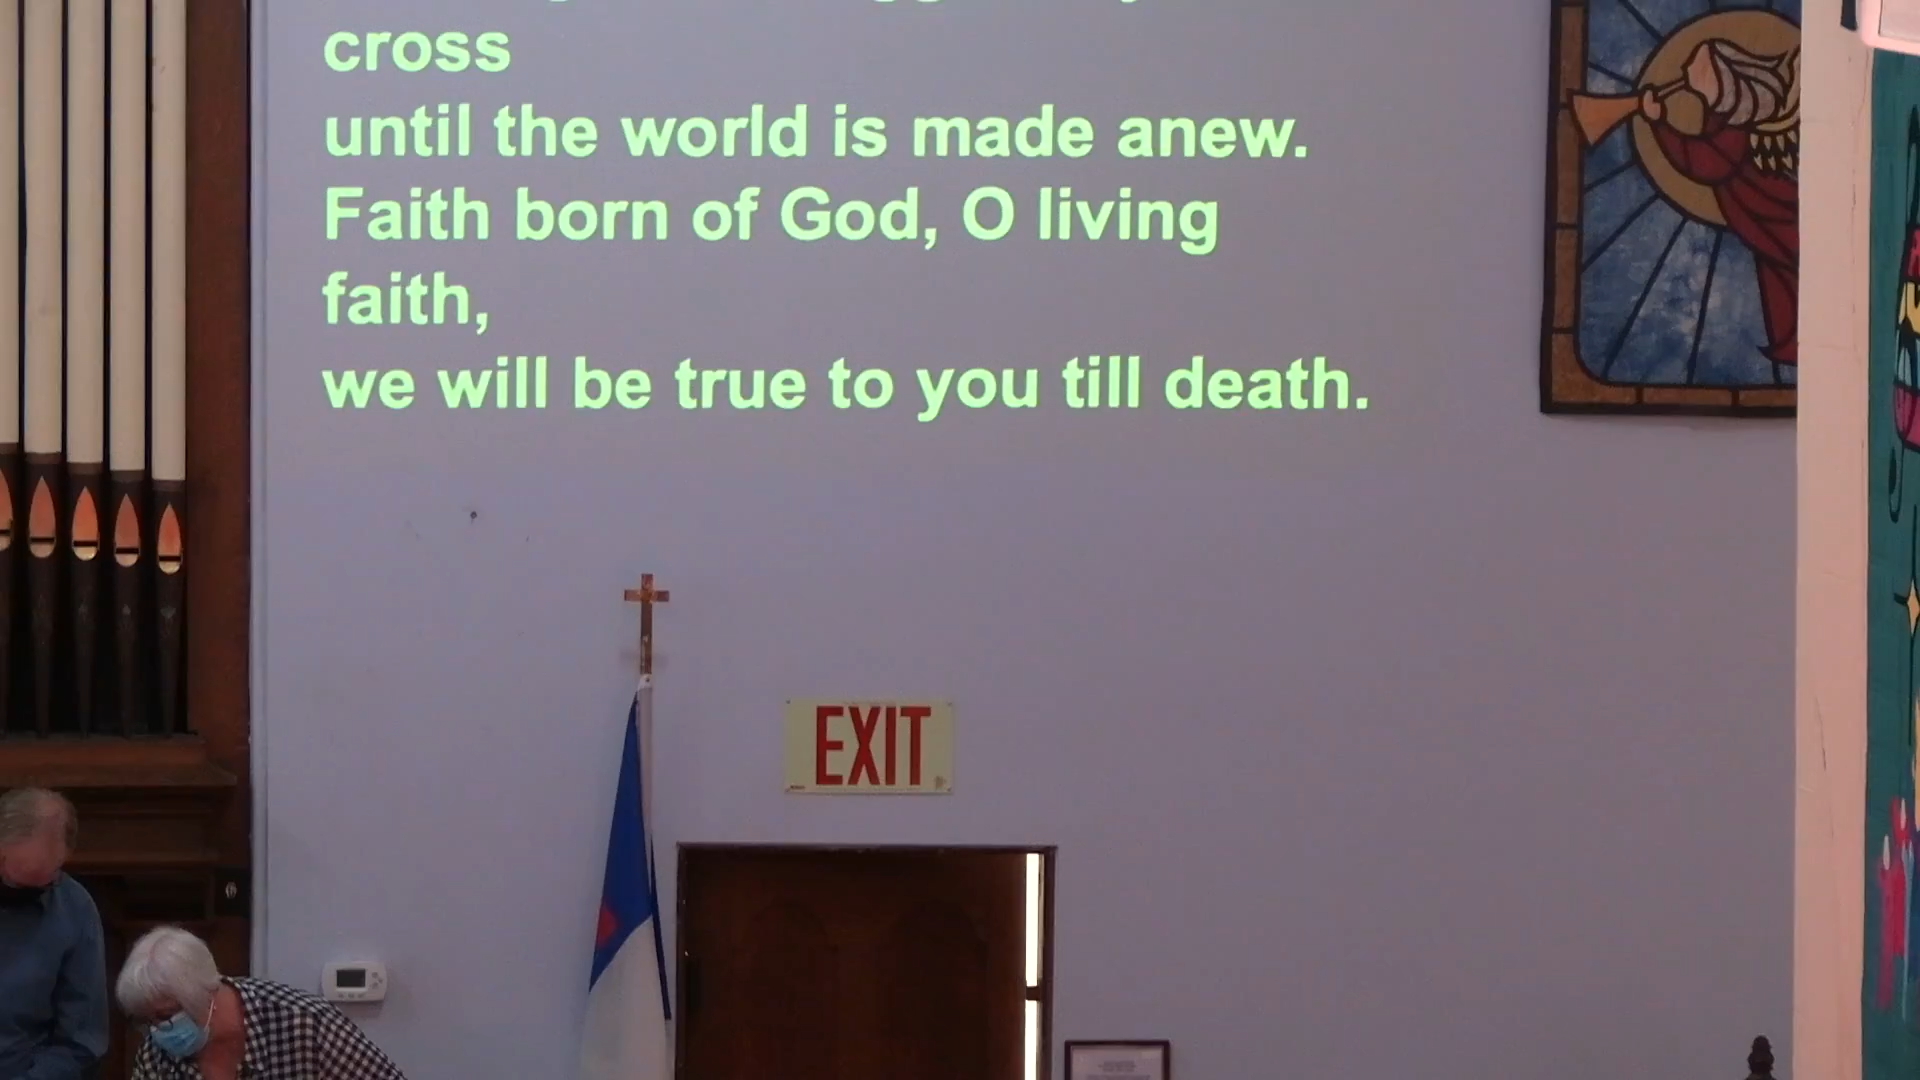 cross
until the world is made anew.
Faith born of God, O living
faith,
we will be true to you till death.
EXIT